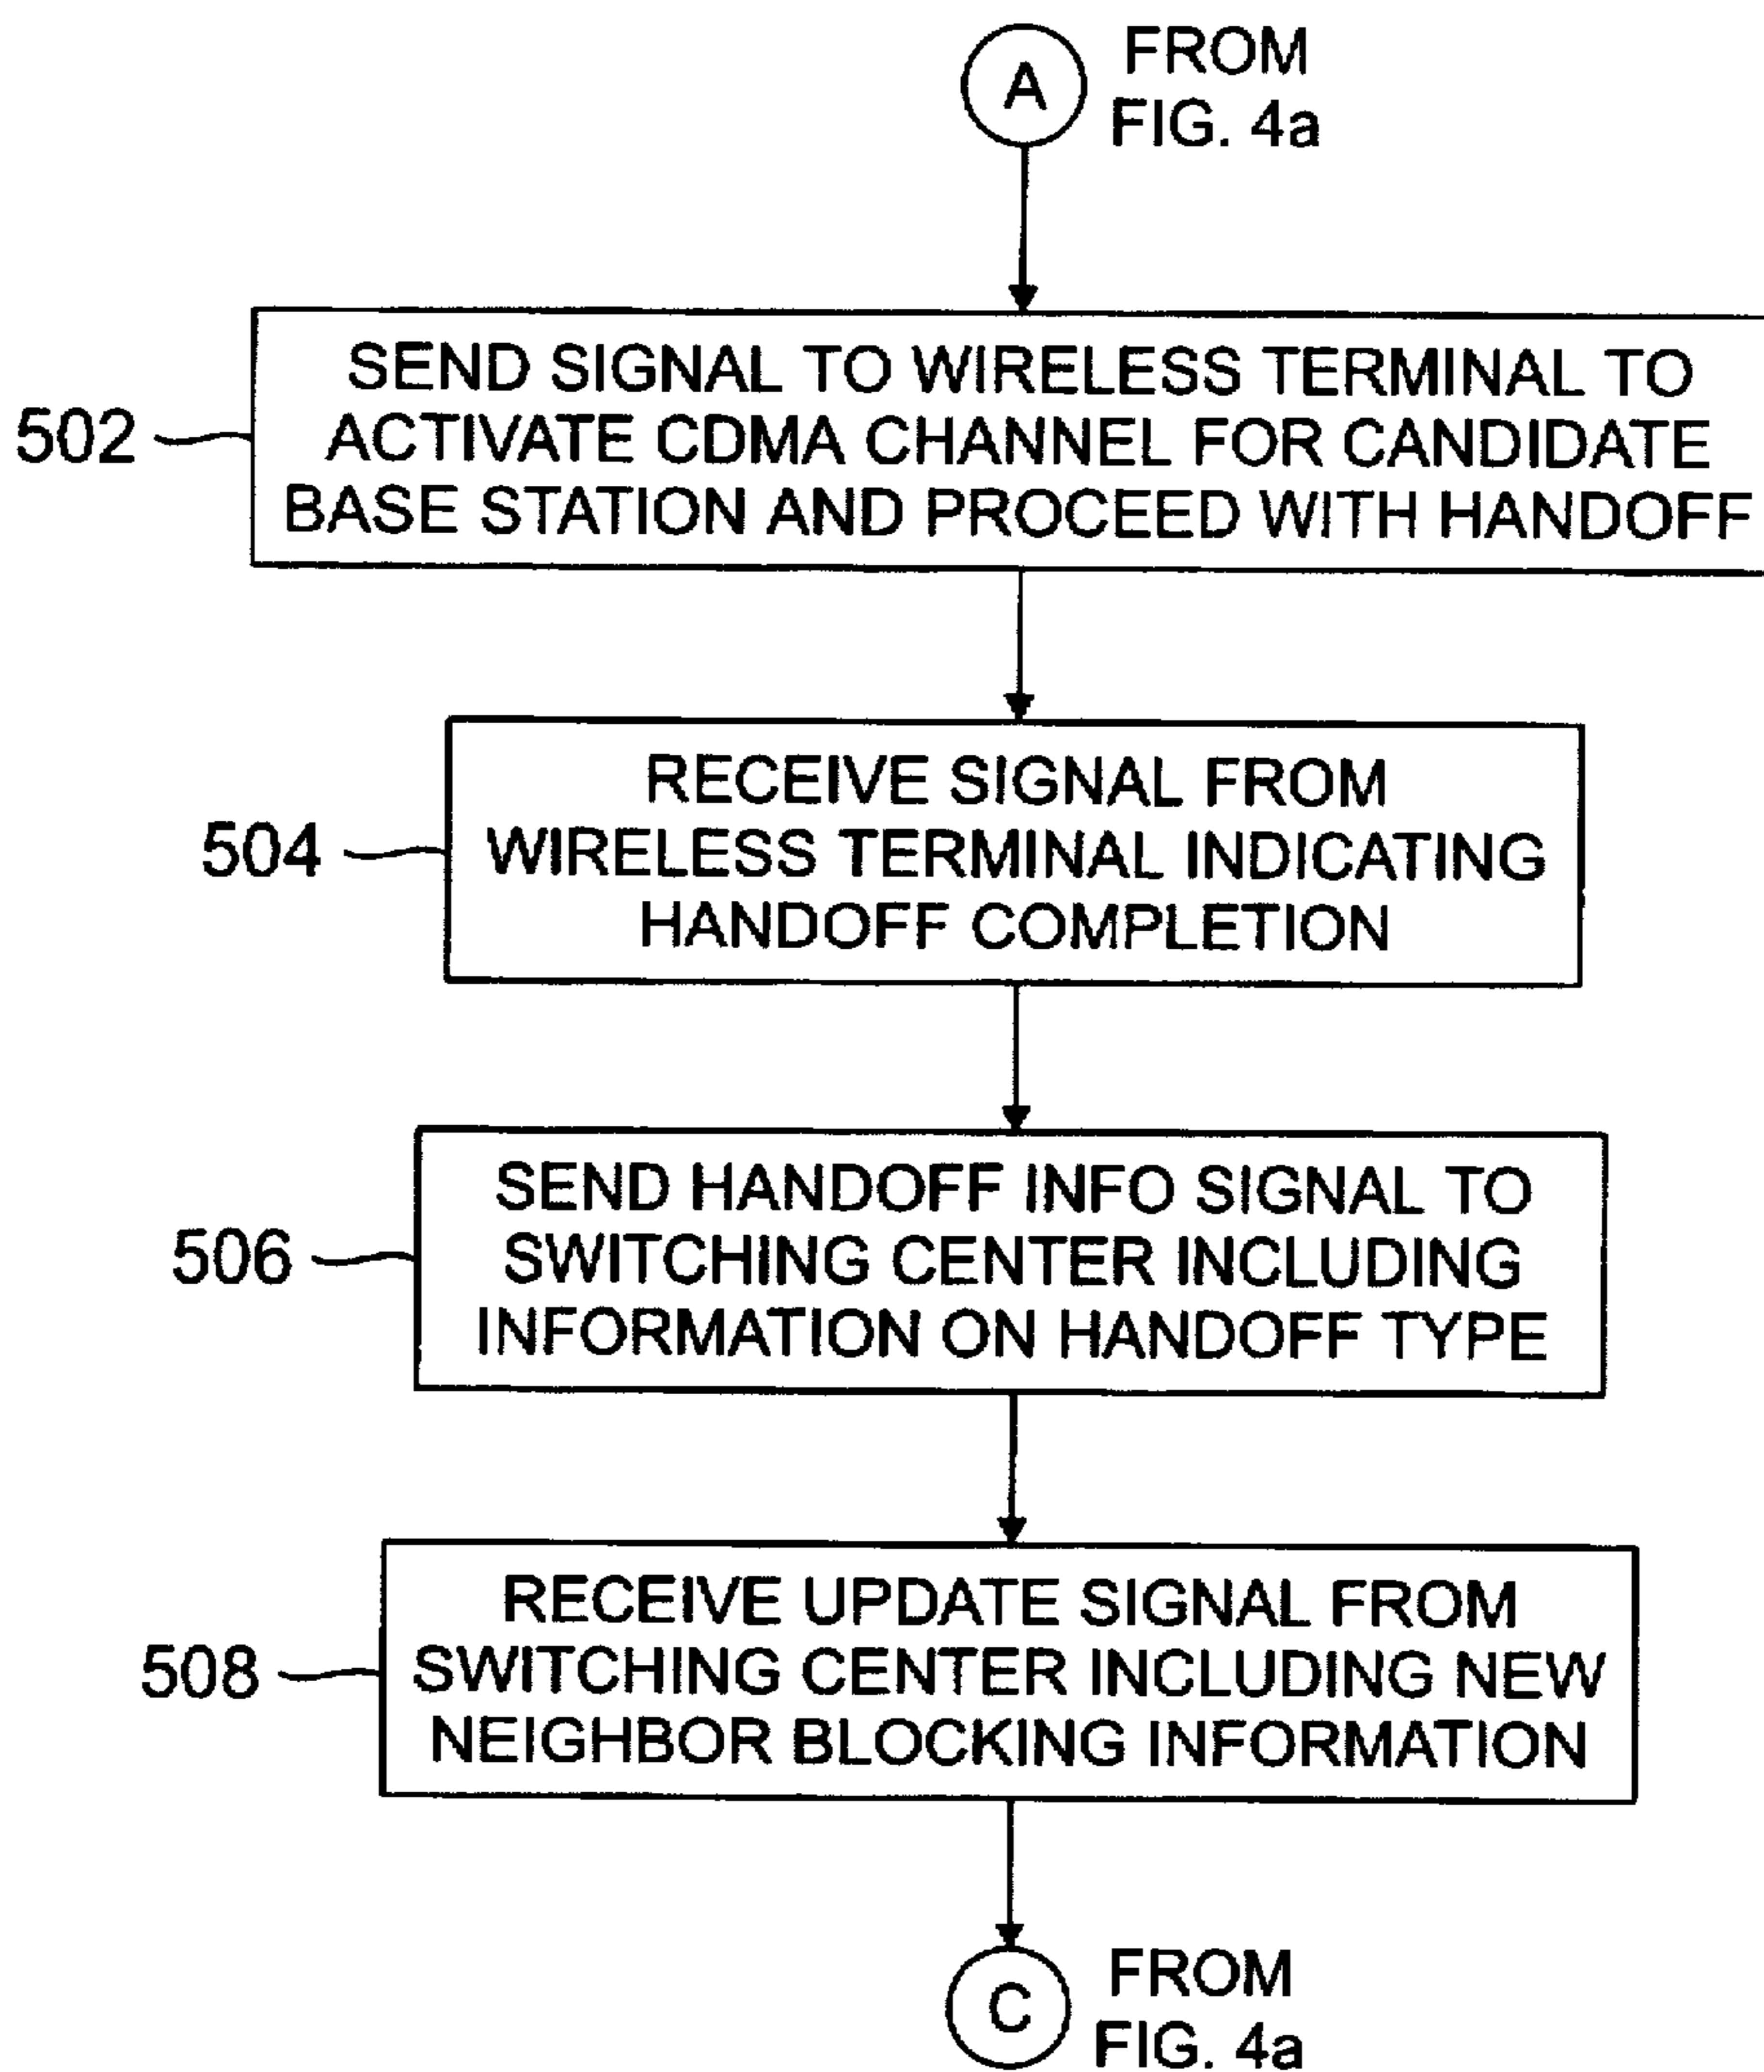 A
FROM
FIG. 4a
502
SEND SIGNAL TO WIRELESS TERMINAL TO
ACTIVATE CDMA CHANNEL FOR CANDIDATE
BASE STATION AND PROCEED WITH HANDOFF
504
RECEIVE SIGNAL FROM
WIRELESS TERMINAL INDICATING
HANDOFF COMPLETION
506
SEND HANDOFF INFO SIGNAL TO
SWITCHING CENTER INCLUDING
INFORMATION ON HANDOFF TYPE
508
RECEIVE UPDATE SIGNAL FROM
SWITCHING CENTER INCLUDING NEW
NEIGHBOR BLOCKING INFORMATION
C
FROM
FIG. 4a